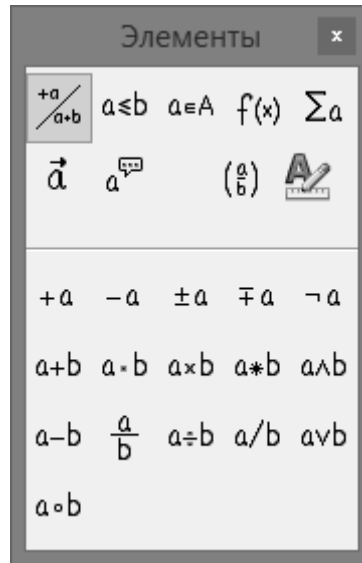 Элементы x
+a/a+b a≤b a∈A f(x) Σa
a⃗ a (a/b) A
+a −a ±a ∓a ¬a
a+b a·b a×b a∗b a∧b
a−b a/b a÷b a/b a∨b
a∘b